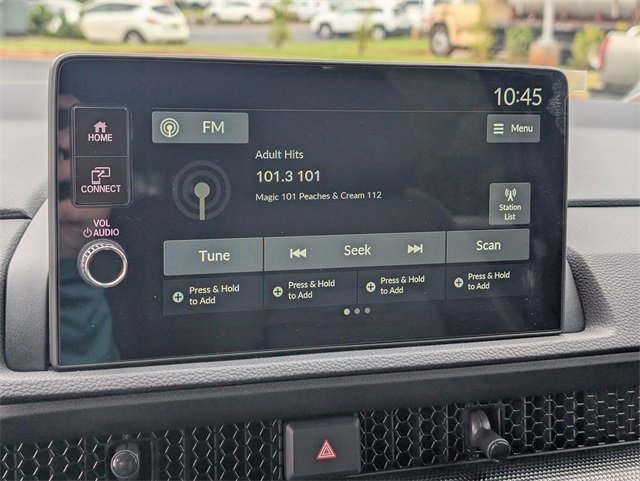 10:45
HOME
FM
Menu
Adult Hits
101.3 101
Magic 101 Peaches & Cream 112
CONNECT
Station
List
VOL
AUDIO
Tune
Seek
Scan
Press & Hold
to Add
Press & Hold
to Add
Press & Hold
to Add
Press & Hold
to Add